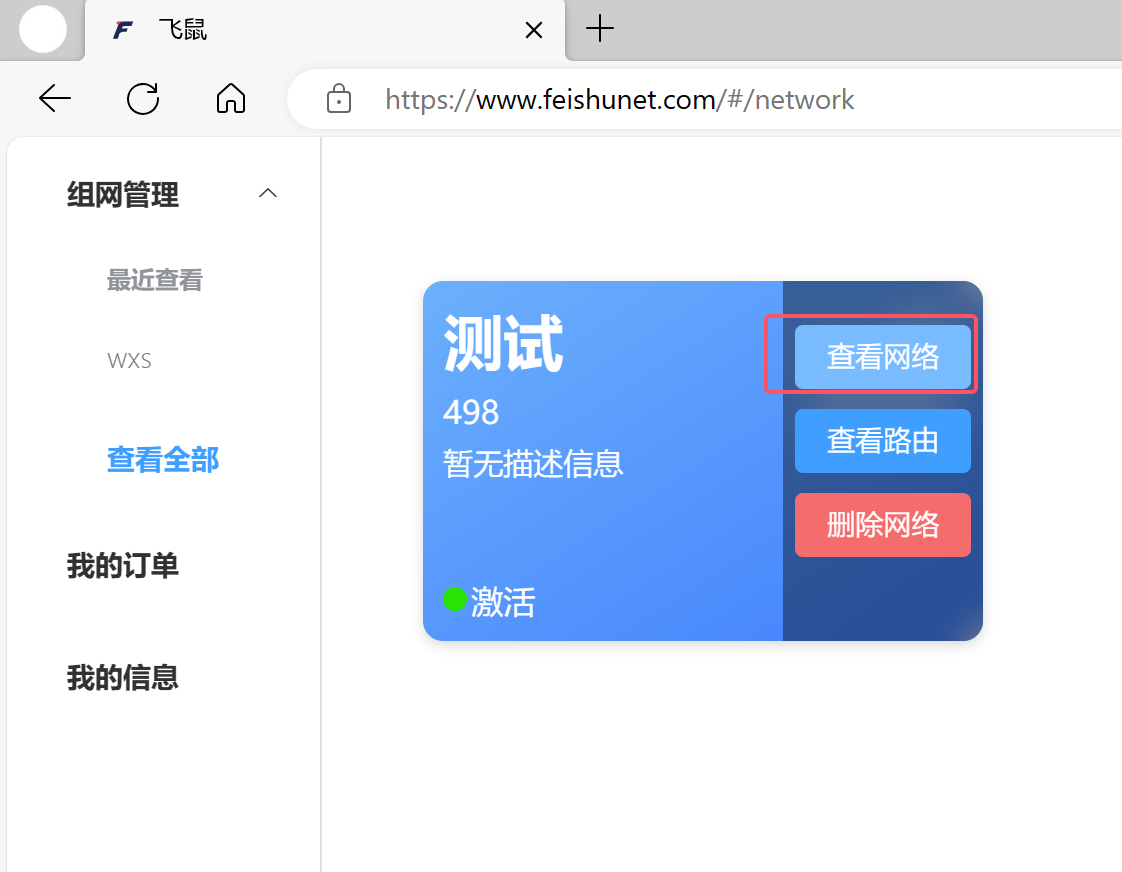 飞鼠
https://www.feishunet.com/#/network
组网管理
最近查看
WXS
查看全部
我的订单
我的信息
测试
498
暂无描述信息
激活
查看网络
查看路由
删除网络